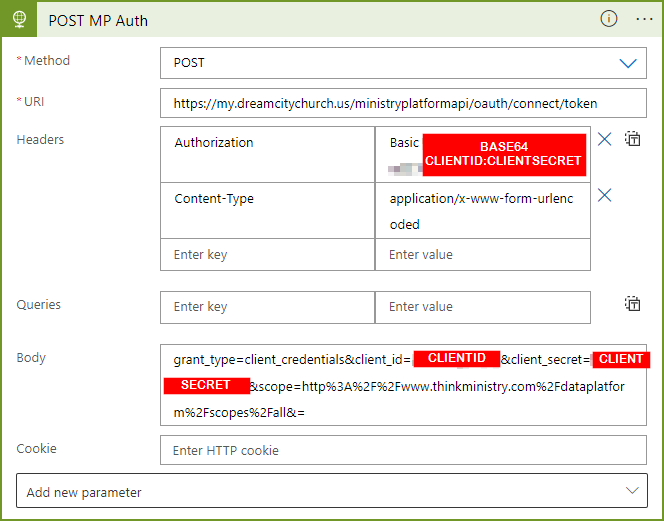 POST MP Auth
* Method
POST
* URI
https://my.dreamcitychurch.us/ministryplatformapi/oauth/connect/token
Headers
Authorization
Basic
BASE64
CLIENTID:CLIENTSECRET
Content-Type
application/x-www-form-urlenc
oded
Enter key
Enter value
Queries
Enter key
Enter value
Body
grant_type=client_credentials&client_id= CLIENTID &client_secret= CLIENT
SECRET &scope=http%3A%2F%2Fwww.thinkministry.com%2Fdataplatfor
m%2Fscopes%2Fall&=
Cookie
Enter HTTP cookie
Add new parameter